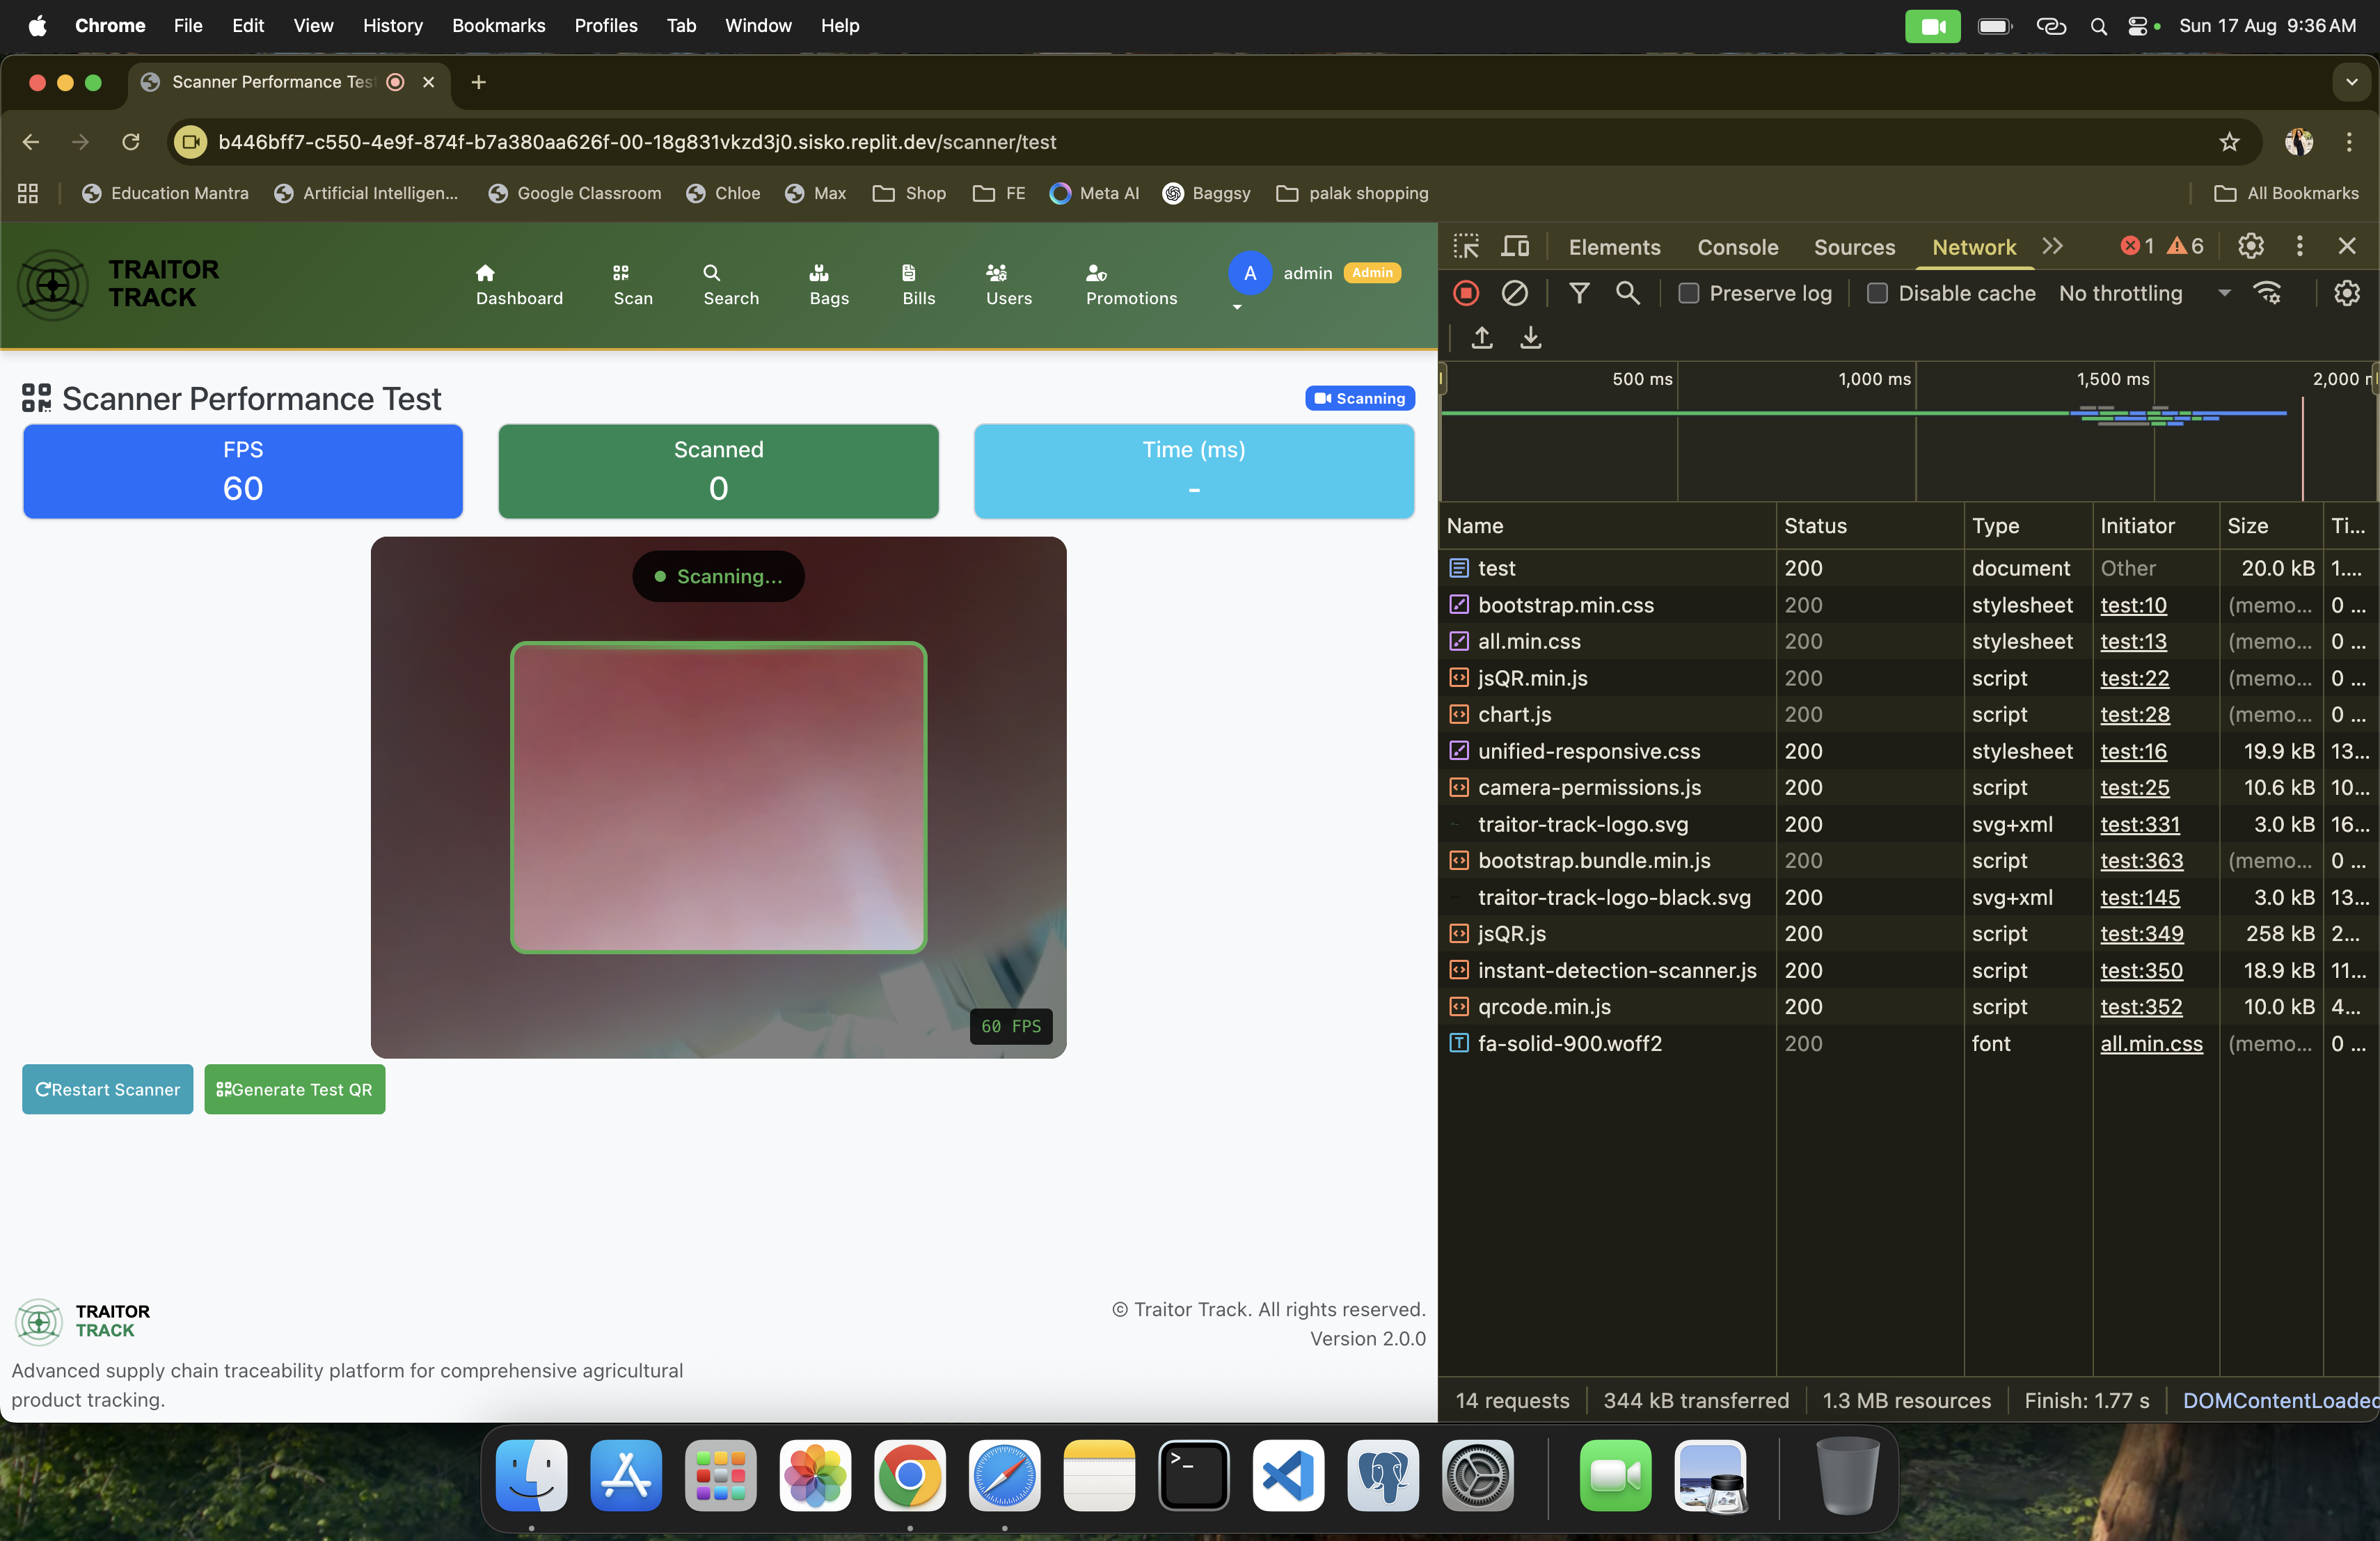 Chrome File Edit View History Bookmarks Profiles Tab Window Help Sun 17 Aug 9:36 AM
Scanner Performance Tes
b446bff7-c550-4e9f-874f-b7a380aa626f-00-18g831vkzd3j0.sisko.replit.dev/scanner/test
Education Mantra Artificial Intelligen... Google Classroom Chloe Max Shop FE Meta AI Baggsy palak shopping All Bookmarks
TRAITOR
TRACK
Dashboard Scan Search Bags Bills Users Promotions A admin Admin
Scanner Performance Test
Scanning
FPS
60
Scanned
0
Time (ms)
-
Scanning...
60 FPS
Restart Scanner Generate Test QR
TRAITOR
TRACK
Advanced supply chain traceability platform for comprehensive agricultural
product tracking.
© Traitor Track. All rights reserved.
Version 2.0.0
Elements Console Sources Network 1 6
Preserve log Disable cache No throttling
500 ms 1,000 ms 1,500 ms 2,000
Name Status Type Initiator Size Ti...
test 200 document Other 20.0 kB 1....
bootstrap.min.css 200 stylesheet test:10 (memo... 0 ...
all.min.css 200 stylesheet test:13 (memo... 0 ...
jsQR.min.js 200 script test:22 (memo... 0 ...
chart.js 200 script test:28 (memo... 0 ...
unified-responsive.css 200 stylesheet test:16 19.9 kB 13...
camera-permissions.js 200 script test:25 10.6 kB 10...
traitor-track-logo.svg 200 svg+xml test:331 3.0 kB 16...
bootstrap.bundle.min.js 200 script test:363 (memo... 0 ...
traitor-track-logo-black.svg 200 svg+xml test:145 3.0 kB 13...
jsQR.js 200 script test:349 258 kB 2...
instant-detection-scanner.js 200 script test:350 18.9 kB 11...
qrcode.min.js 200 script test:352 10.0 kB 4...
fa-solid-900.woff2 200 font all.min.css (memo... 0 ...
14 requests 344 kB transferred 1.3 MB resources Finish: 1.77 s DOMContentLoaded